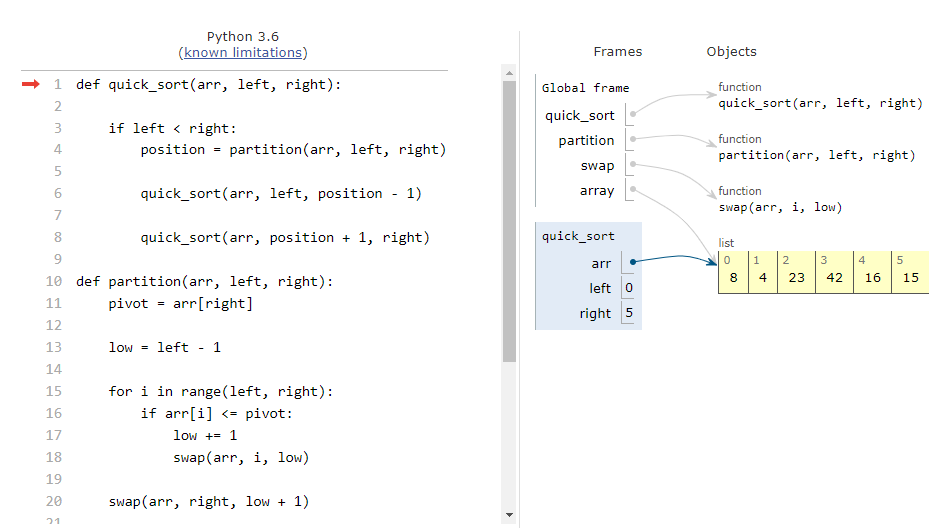 Python 3.6
(known limitations)
1 def quick_sort(arr, left, right):
2
3     if left < right:
4         position = partition(arr, left, right)
5
6         quick_sort(arr, left, position - 1)
7
8         quick_sort(arr, position + 1, right)
9
10 def partition(arr, left, right):
11     pivot = arr[right]
12
13     low = left - 1
14
15     for i in range(left, right):
16         if arr[i] <= pivot:
17             low += 1
18             swap(arr, i, low)
19
20     swap(arr, right, low + 1)
21
Frames
Objects
Global frame
quick_sort
partition
swap
array
quick_sort
arr
left 0
right 5
function
quick_sort(arr, left, right)
function
partition(arr, left, right)
function
swap(arr, i, low)
list
0 1 2 3 4 5
8 4 23 42 16 15